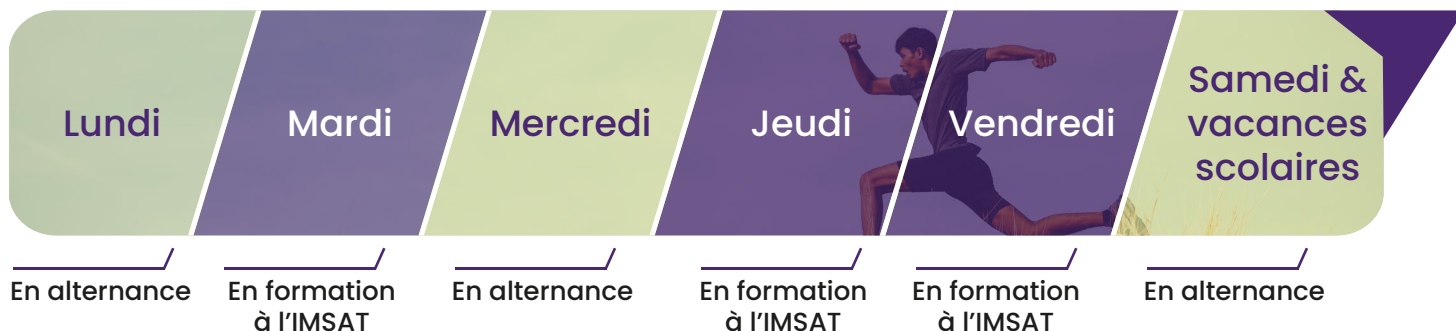 Lundi
Mardi
Mercredi
Jeudi
Vendredi
Samedi &
vacances
scolaires
En alternance
En formation
à l’IMSAT
En alternance
En formation
à l’IMSAT
En formation
à l’IMSAT
En alternance